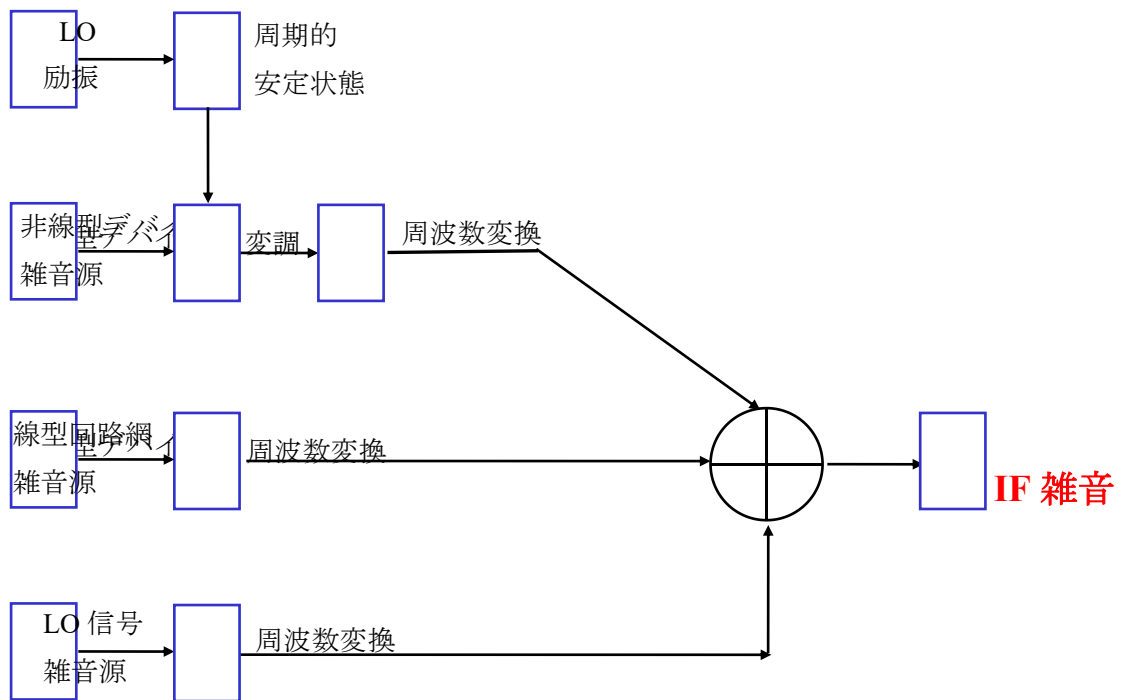 LO
励振
周期的
安定状態
非線型デバイ
雑音源
変調
周波数変換
線型回路網
雑音源
周波数変換
IF 雑音
LO 信号
雑音源
周波数変換